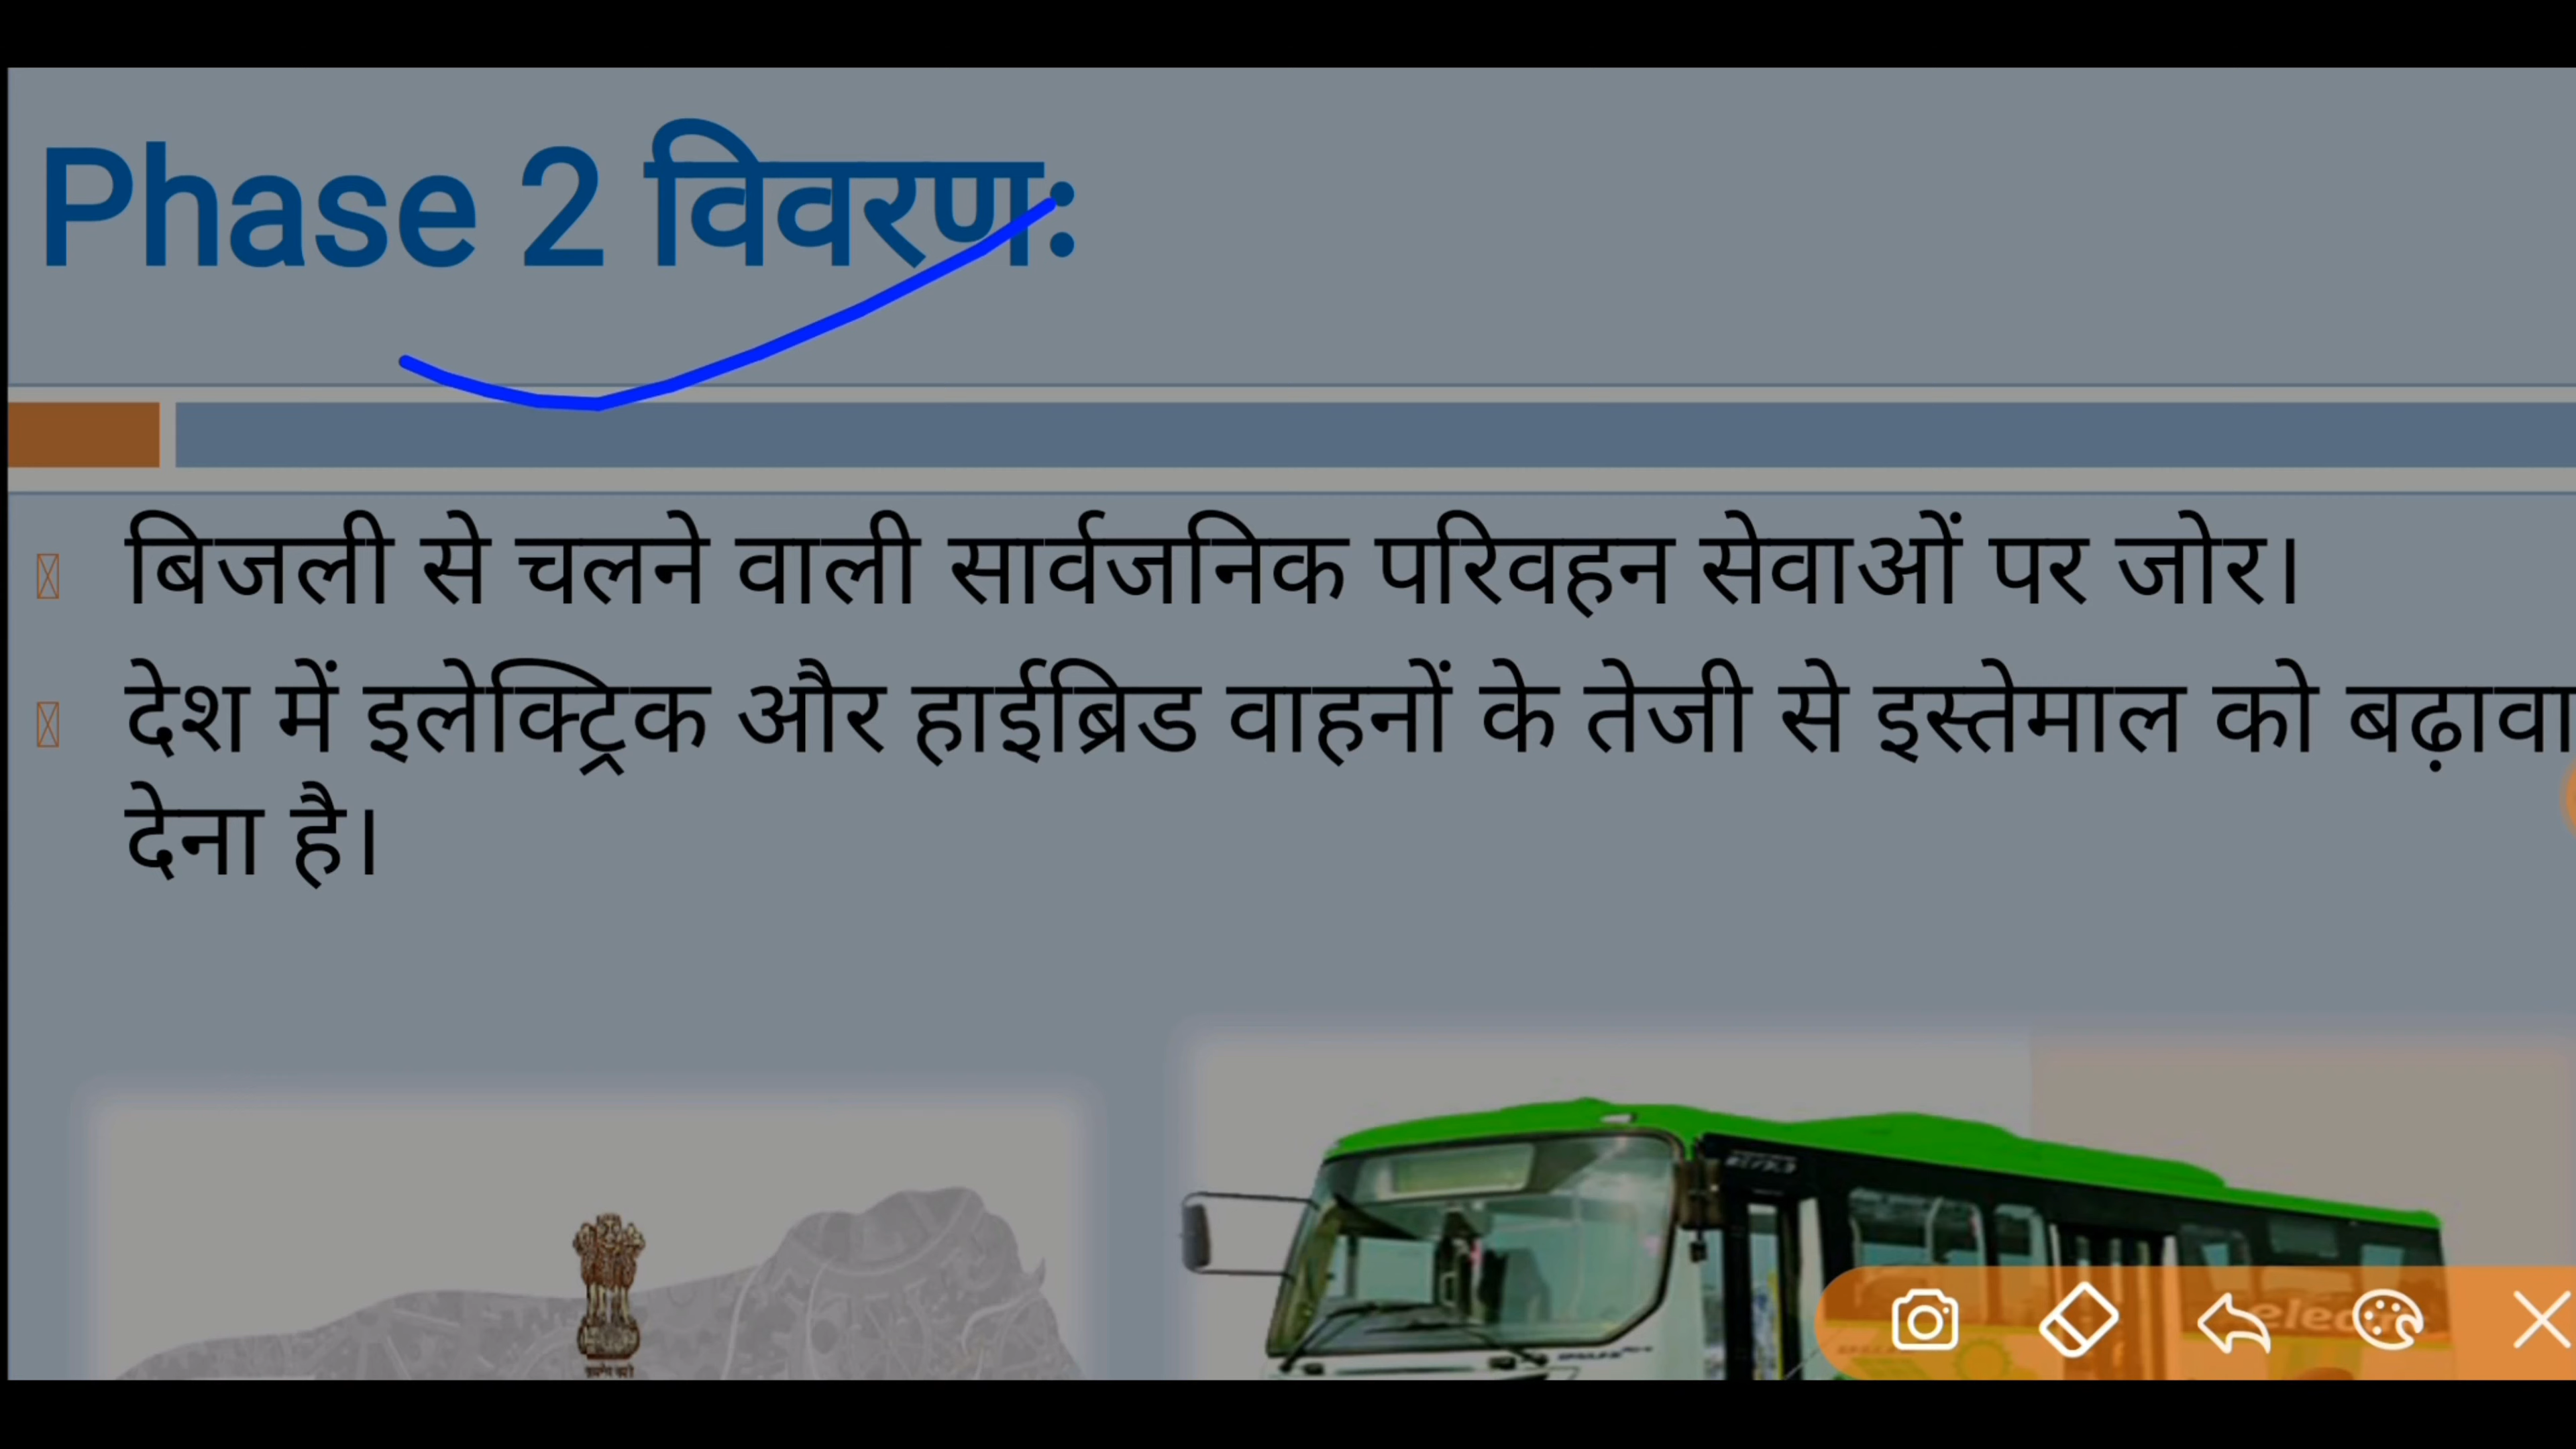 Phase 2 विवरण:
बिजली से चलने वाली सार्वजनिक परिवहन सेवाओं पर जोर।
देश में इलेक्ट्रिक और हाईब्रिड वाहनों के तेजी से इस्तेमाल को बढ़ावा
देना है।